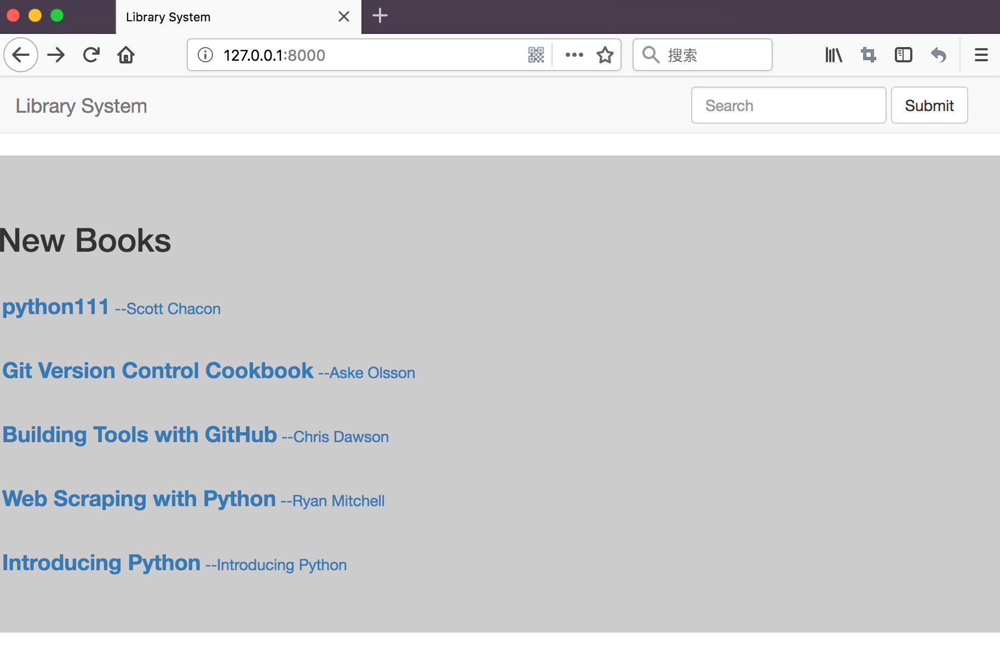 Library System
127.0.0.1:8000
搜索
Library System
Search
Submit
New Books
python111 --Scott Chacon
Git Version Control Cookbook --Aske Olsson
Building Tools with GitHub --Chris Dawson
Web Scraping with Python --Ryan Mitchell
Introducing Python --Introducing Python